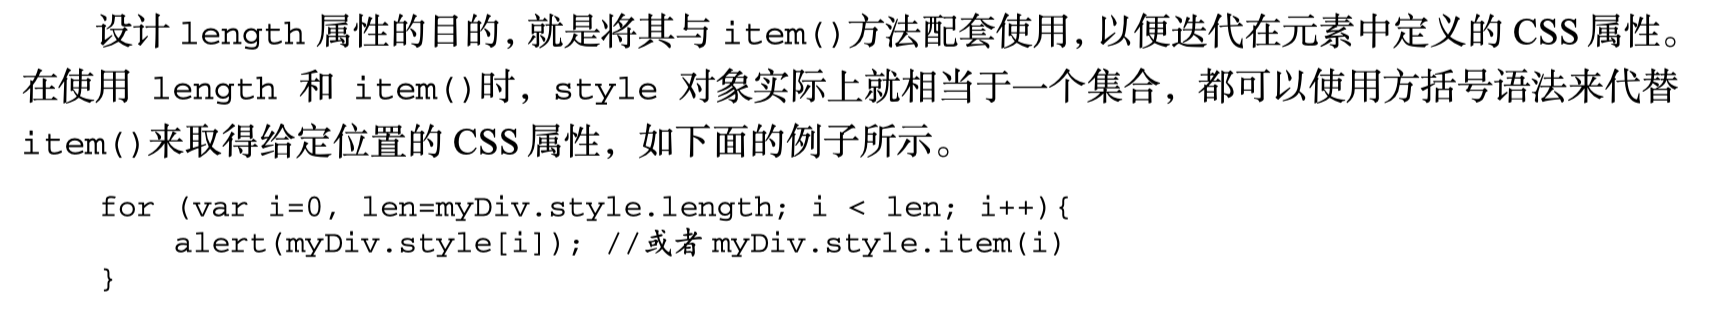 设计 length 属性的目的，就是将其与 item()方法配套使用，以便迭代在元素中定义的 CSS 属性。
在使用 length 和 item()时，style 对象实际上就相当于一个集合，都可以使用方括号语法来代替
item()来取得给定位置的 CSS 属性，如下面的例子所示。
for (var i=0, len=myDiv.style.length; i < len; i++){
    alert(myDiv.style[i]); //或者 myDiv.style.item(i)
}